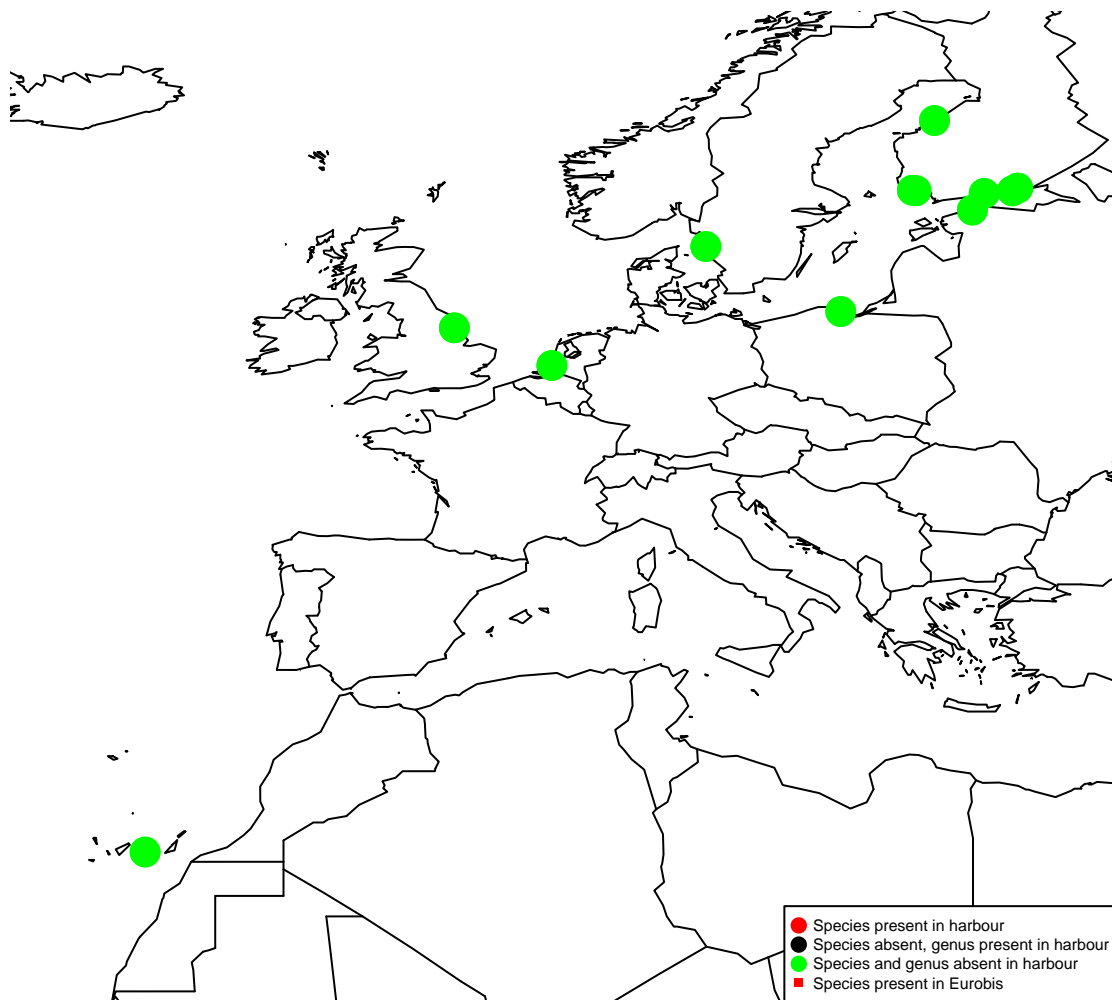 Species present in harbour
Species absent, genus present in harbour
Species and genus absent in harbour
Species present in Eurobis